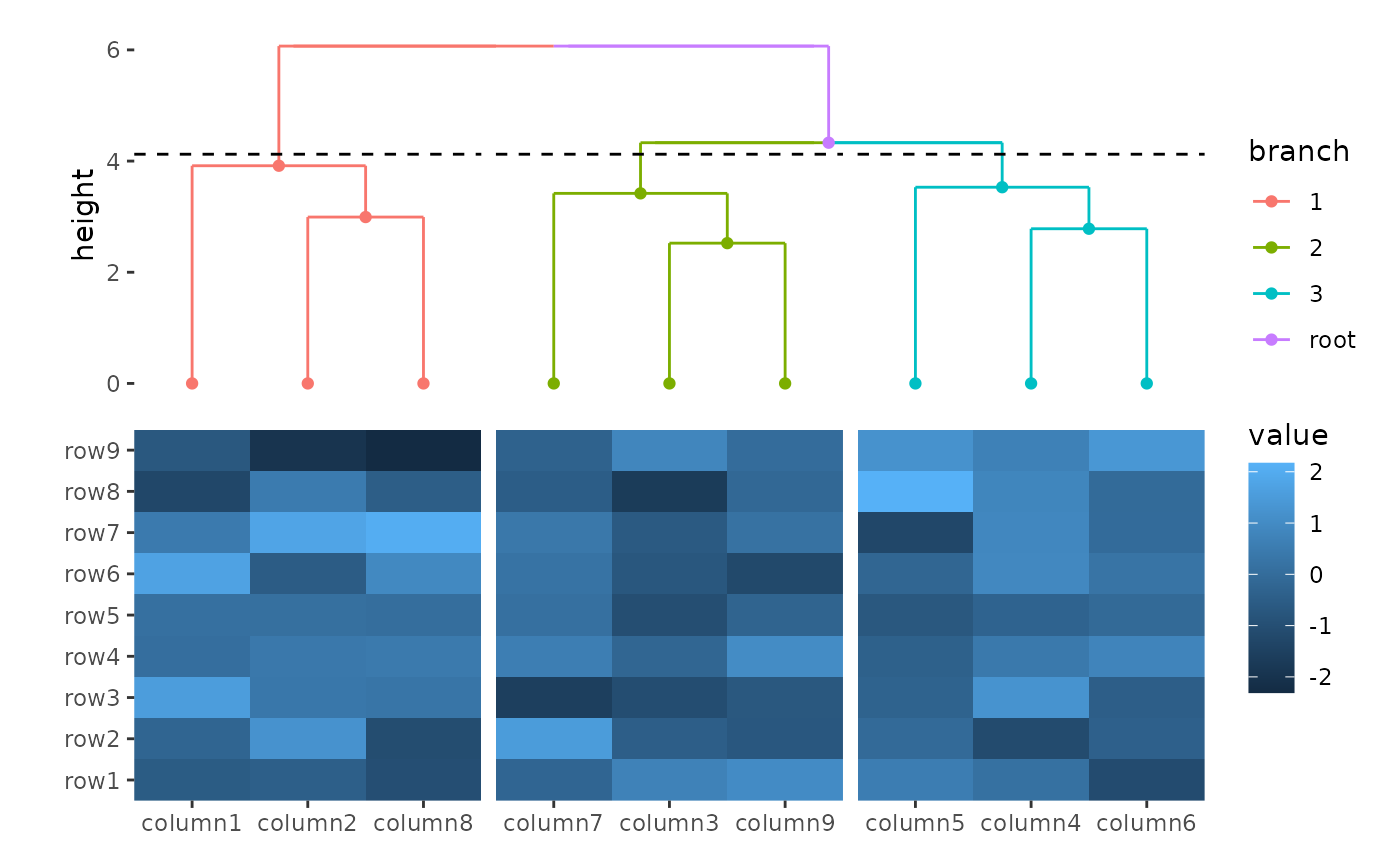 6
4
2
0
height
branch
1
2
3
root
row9
row8
row7
row6
row5
row4
row3
row2
row1
value
2
1
0
-1
-2
column1 column2 column8 column7 column3 column9 column5 column4 column6